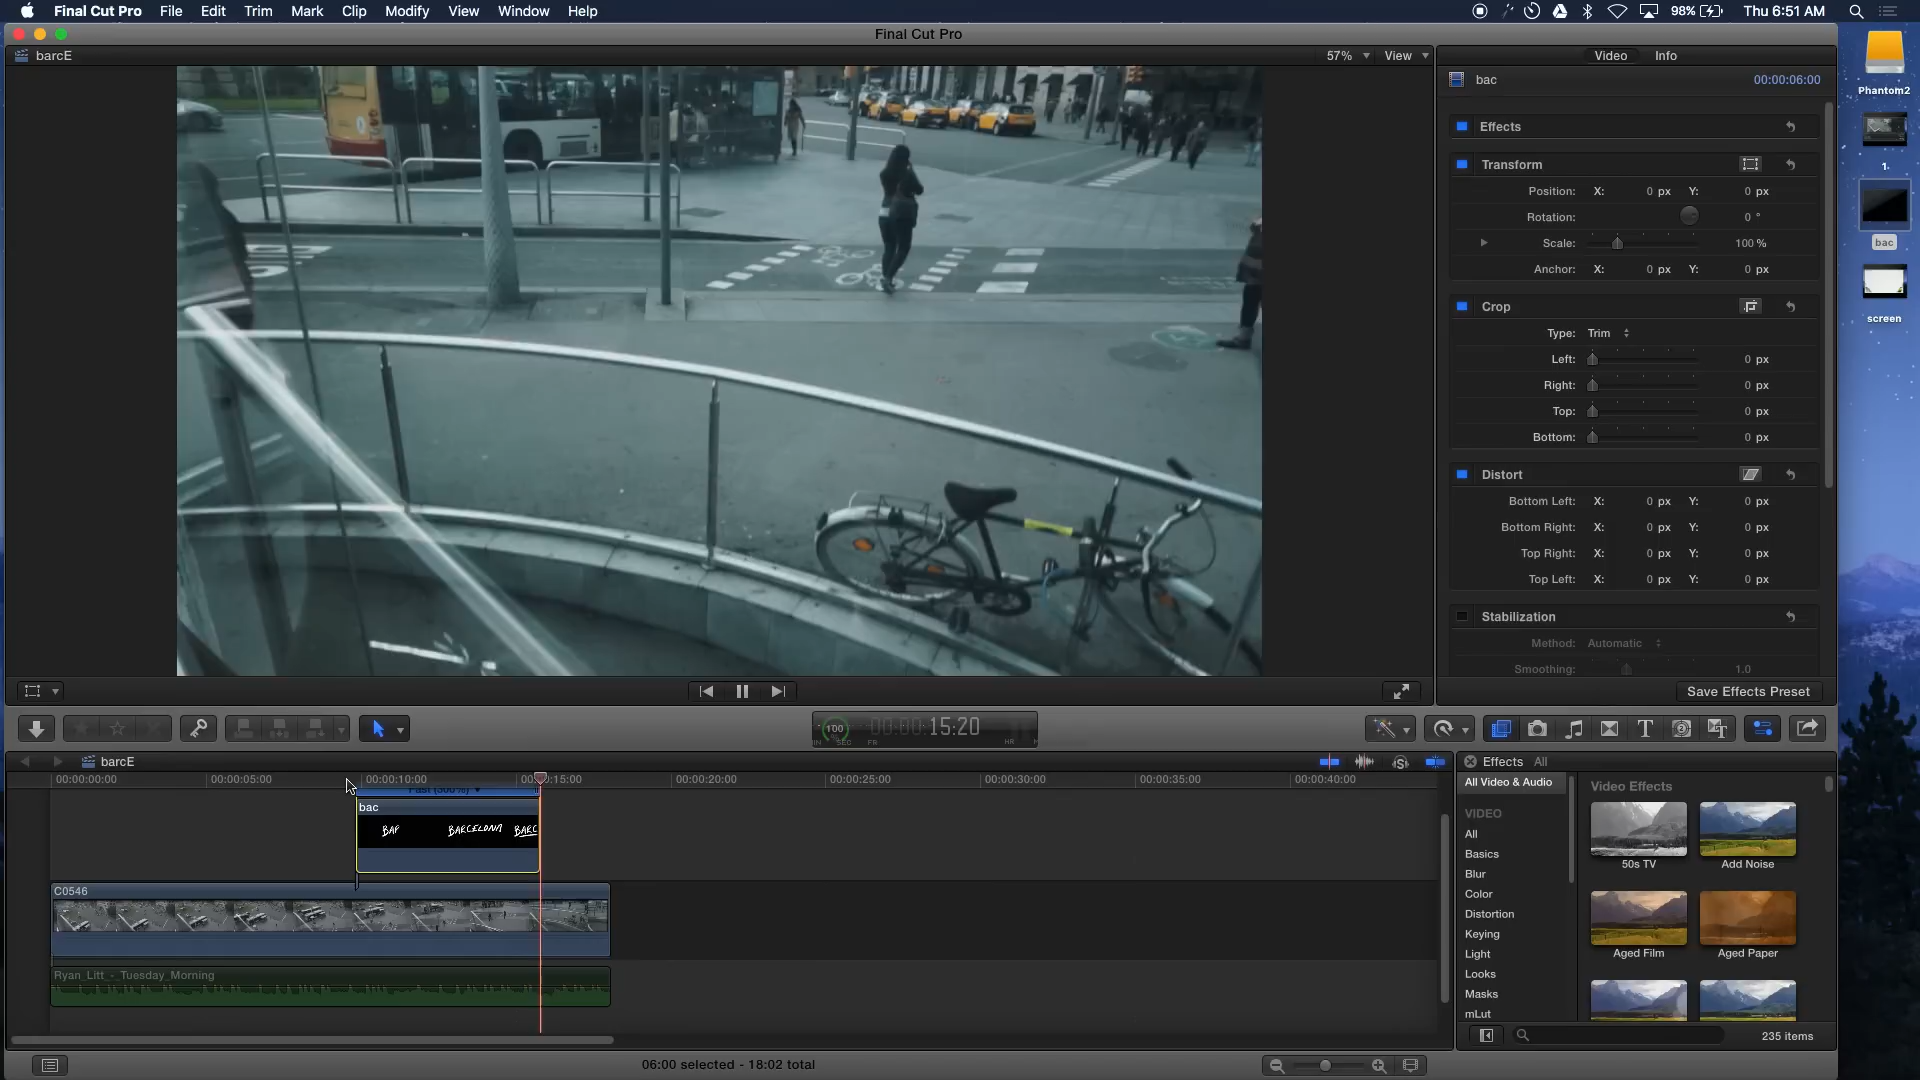 Final Cut Pro File Edit Trim Mark Clip Modify View Window Help
98% Thu 6:51 AM
Final Cut Pro
barcE 57% View Video Info
bac 00:00:06:00
Phantom2
Effects
Transform
1
Position: X: 0 px Y: 0 px
Rotation: 0 °
Scale: 100 %
bac
Anchor: X: 0 px Y: 0 px
Crop
screen
Type: Trim
Left: 0 px
Right: 0 px
Top: 0 px
Bottom: 0 px
Distort
Bottom Left: X: 0 px Y: 0 px
Bottom Right: X: 0 px Y: 0 px
Top Right: X: 0 px Y: 0 px
Top Left: X: 0 px Y: 0 px
Stabilization
Method: Automatic
Smoothing: 1.0
Save Effects Preset
100 00:00:15:20
SEC FR HR MIN
barcE
Effects All
00:00:00:00 00:00:05:00 00:00:10:00 00:00:15:00 00:00:20:00 00:00:25:00 00:00:30:00 00:00:35:00 00:00:40:00
All Video & Audio
Video Effects
bac
BAR BARCELONA BARC
VIDEO
All
Basics
Blur
Color
Distortion
Keying
Light
Looks
Masks
mLut
50s TV Add Noise
Aged Film Aged Paper
C0546
Ryan_Litt - Tuesday_Morning
235 items
06:00 selected - 18:02 total